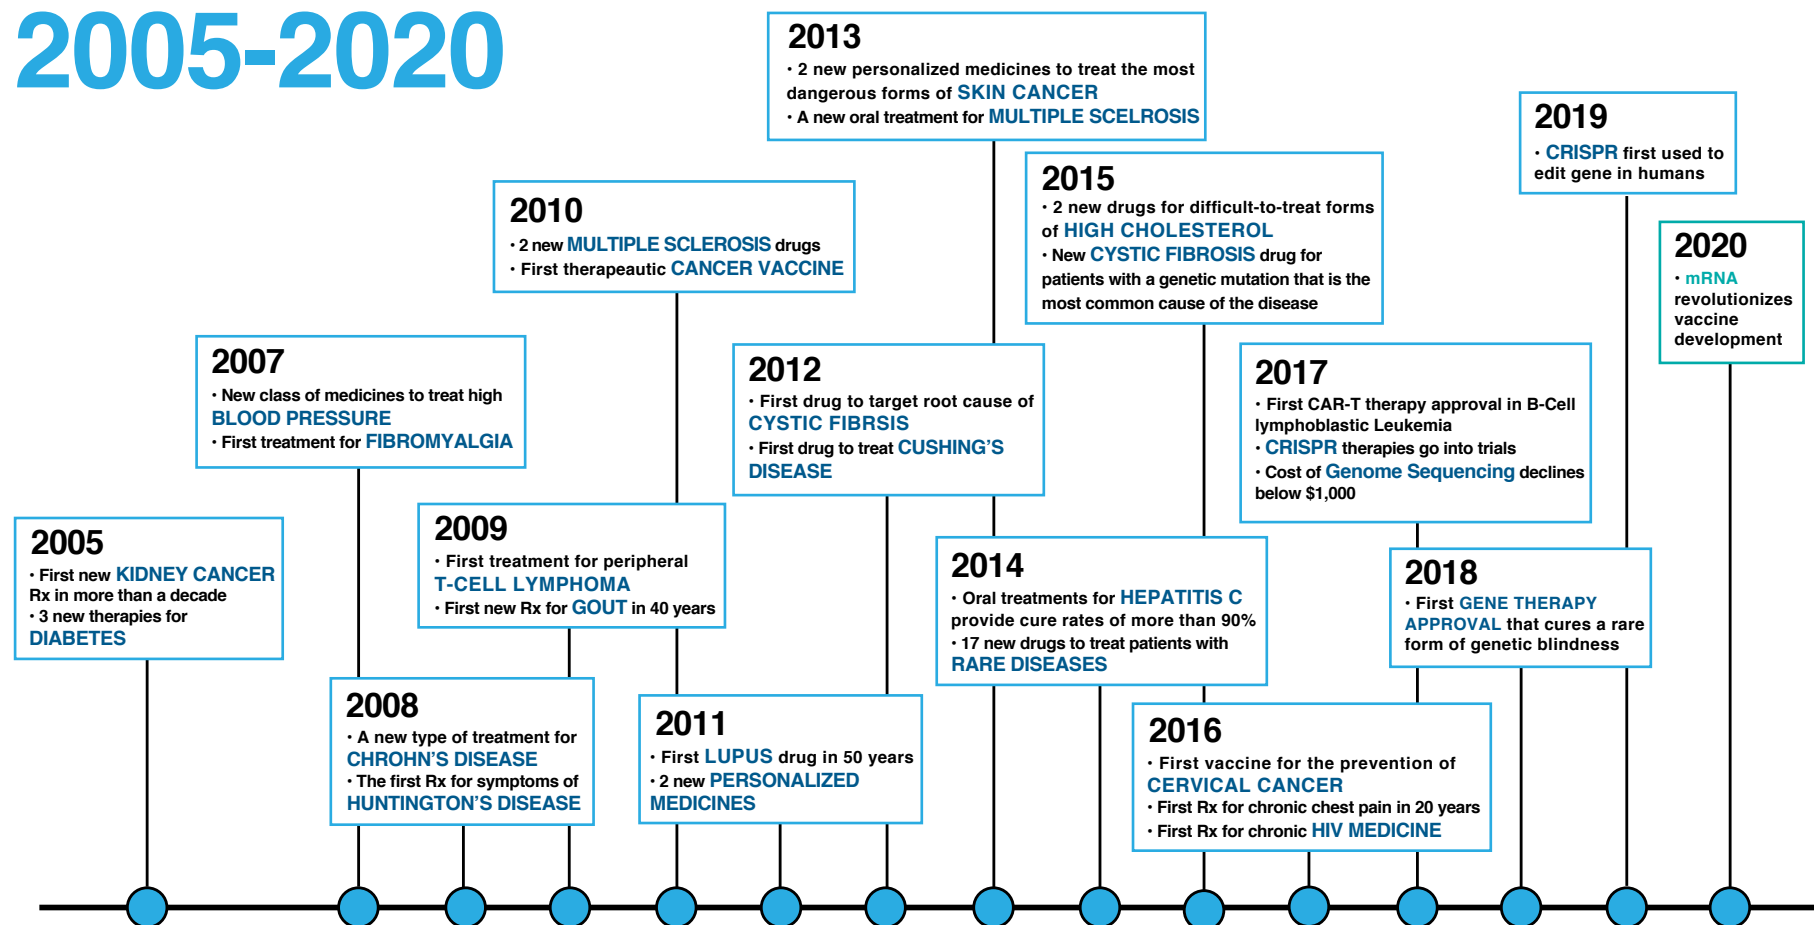 2005-2020
2005
· First new KIDNEY CANCER
Rx in more than a decade
· 3 new therapies for
DIABETES
2007
· New class of medicines to treat high
BLOOD PRESSURE
· First treatment for FIBROMYALGIA
2008
· A new type of treatment for
CHROHN'S DISEASE
· The first Rx for symptoms of
HUNTINGTON'S DISEASE
2009
· First treatment for peripheral
T-CELL LYMPHOMA
· First new Rx for GOUT in 40 years
2010
· 2 new MULTIPLE SCLEROSIS drugs
· First therapeautic CANCER VACCINE
2011
· First LUPUS drug in 50 years
· 2 new PERSONALIZED
MEDICINES
2012
· First drug to target root cause of
CYSTIC FIBRSIS
· First drug to treat CUSHING'S
DISEASE
2013
· 2 new personalized medicines to treat the most
dangerous forms of SKIN CANCER
· A new oral treatment for MULTIPLE SCELROSIS
2014
· Oral treatments for HEPATITIS C
provide cure rates of more than 90%
· 17 new drugs to treat patients with
RARE DISEASES
2015
· 2 new drugs for difficult-to-treat forms
of HIGH CHOLESTEROL
· New CYSTIC FIBROSIS drug for
patients with a genetic mutation that is the
most common cause of the disease
2016
· First vaccine for the prevention of
CERVICAL CANCER
· First Rx for chronic chest pain in 20 years
· First Rx for chronic HIV MEDICINE
2017
· First CAR-T therapy approval in B-Cell
lymphoblastic Leukemia
· CRISPR therapies go into trials
· Cost of Genome Sequencing declines
below $1,000
2018
· First GENE THERAPY
APPROVAL that cures a rare
form of genetic blindness
2019
· CRISPR first used to
edit gene in humans
2020
· mRNA
revolutionizes
vaccine
development